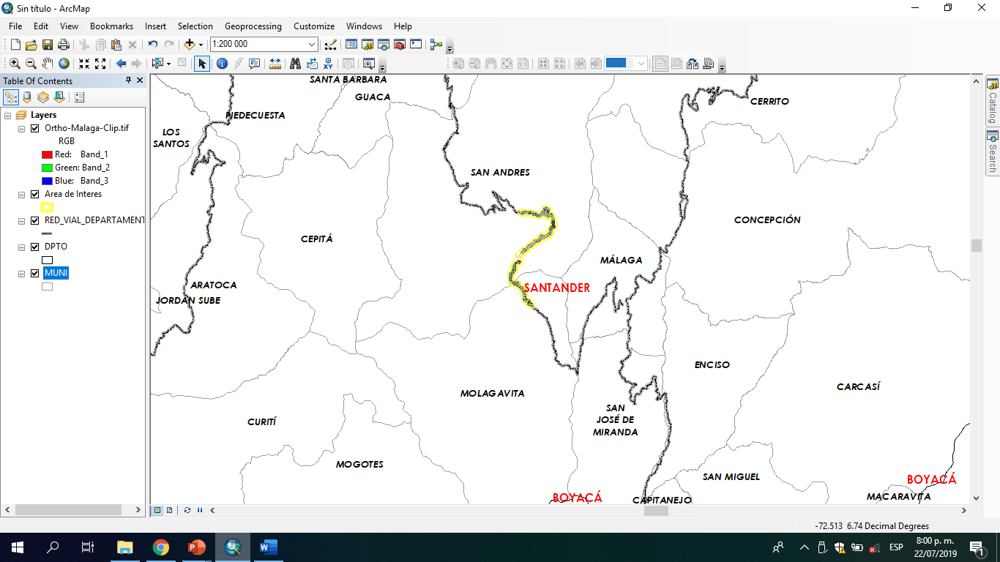 Sin título - ArcMap
File Edit View Bookmarks Insert Selection Geoprocessing Customize Windows Help
1:200 000
100%
Table Of Contents
Layers
Ortho-Malaga-Clip.tif
RGB
Red: Band_1
Green: Band_2
Blue: Band_3
Area de Interes
RED_VIAL_DEPARTAMENT
DPTO
MUNI
SANTA BARBARA
GUACA
CERRITO
PIEDECUESTA
LOS
SANTOS
SAN ANDRES
CONCEPCIÓN
CEPITÁ
MÁLAGA
ARATOCA
SANTANDER
JORDAN SUBE
ENCISO
CARCASÍ
MOLAGAVITA
SAN
JOSÉ DE
MIRANDA
CURITÍ
MOGOTES
SAN MIGUEL
BOYACÁ
BOYACÁ
CAPITANEJO
MACARAVITA
Catalog
Search
-72.513 6.74 Decimal Degrees
ESP
8:00 p. m.
22/07/2019
1